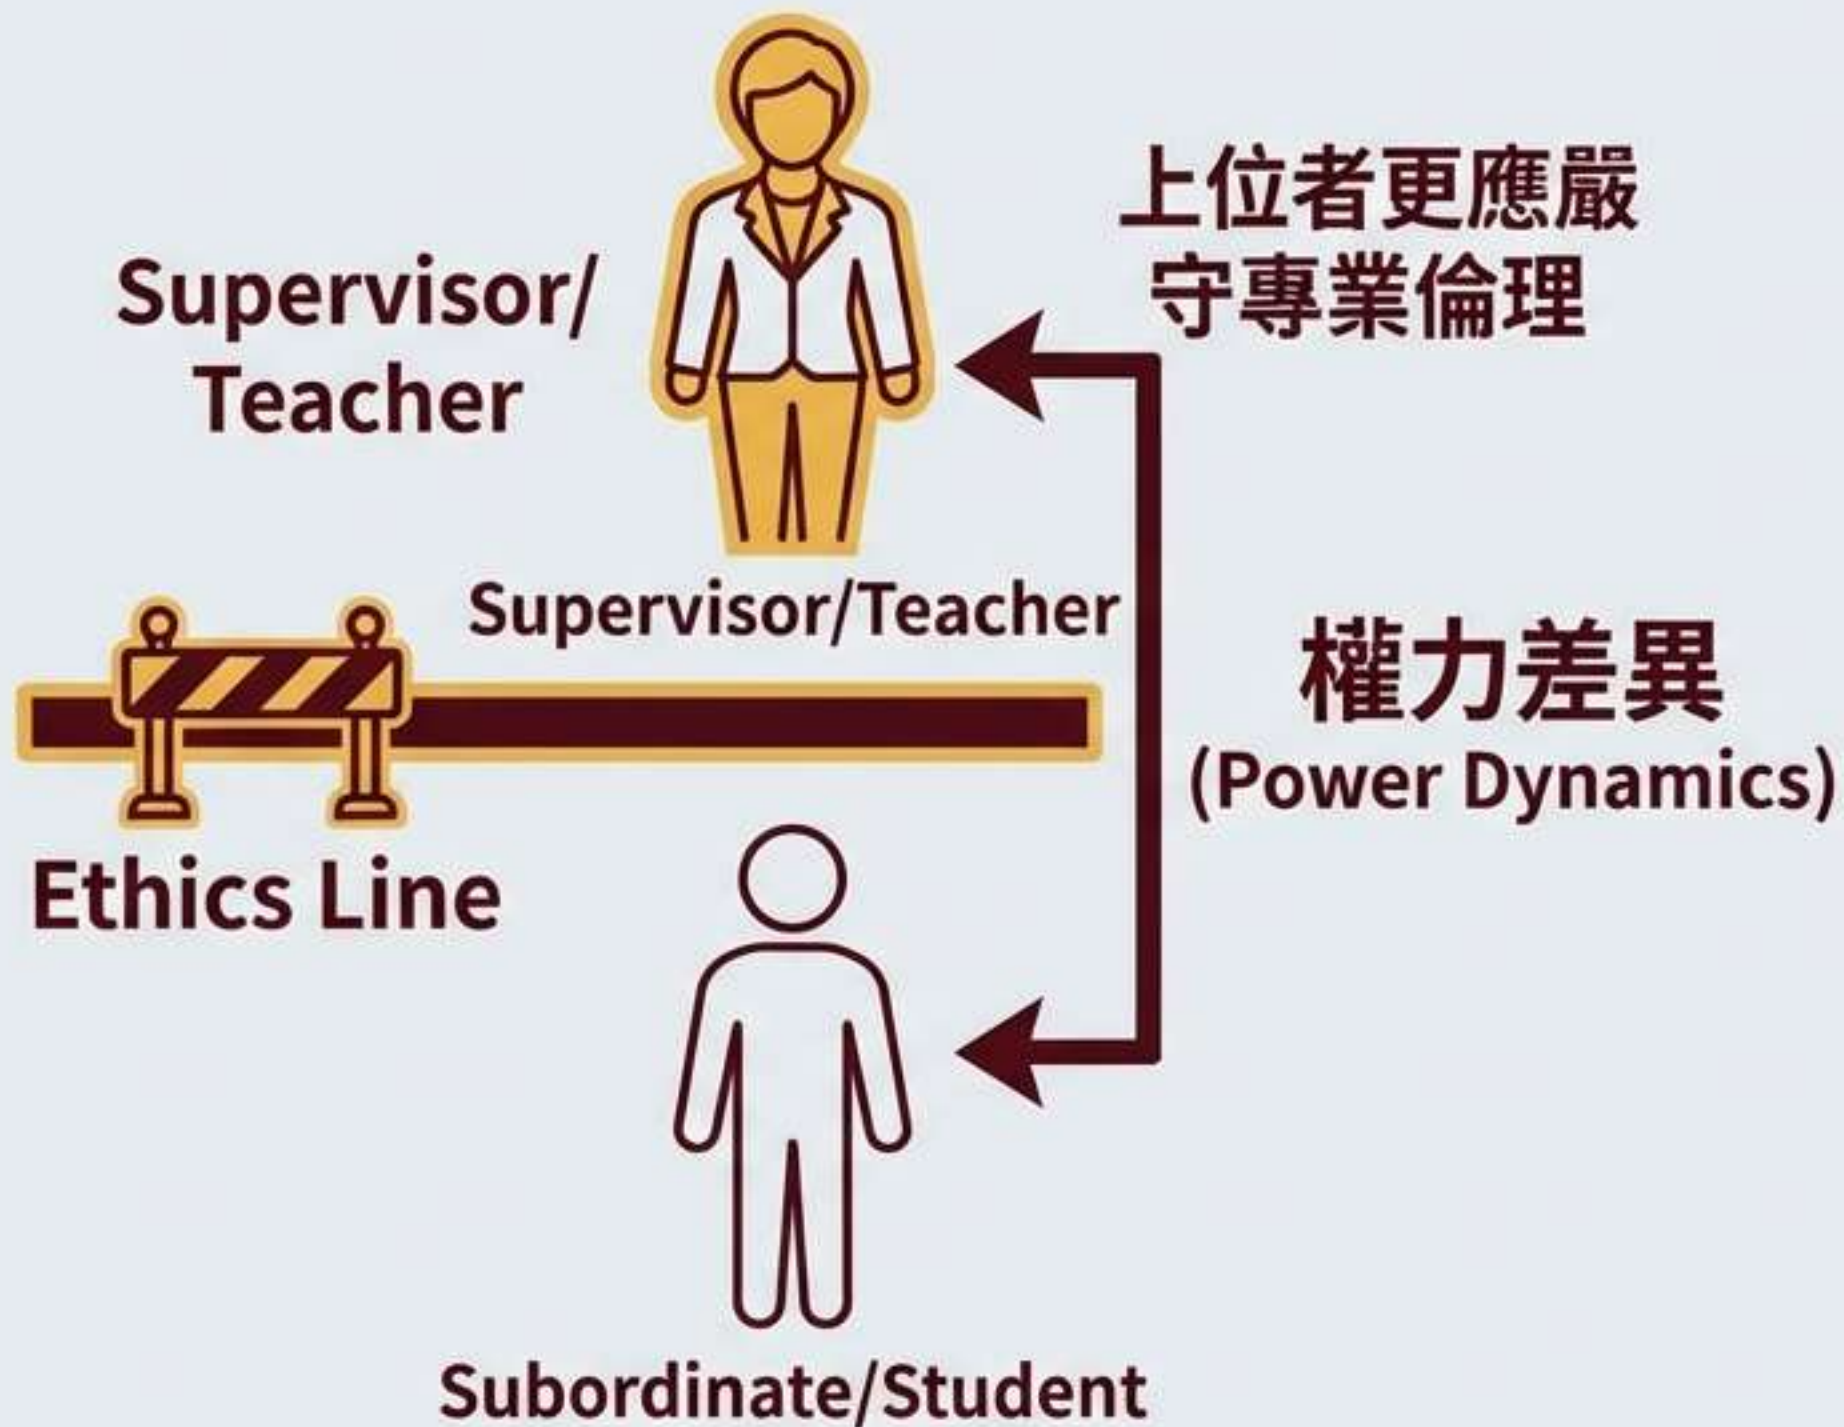 上位者更應嚴
守專業倫理
Supervisor/
Teacher
Supervisor/Teacher
權力差異
(Power Dynamics)
Ethics Line
Subordinate/Student